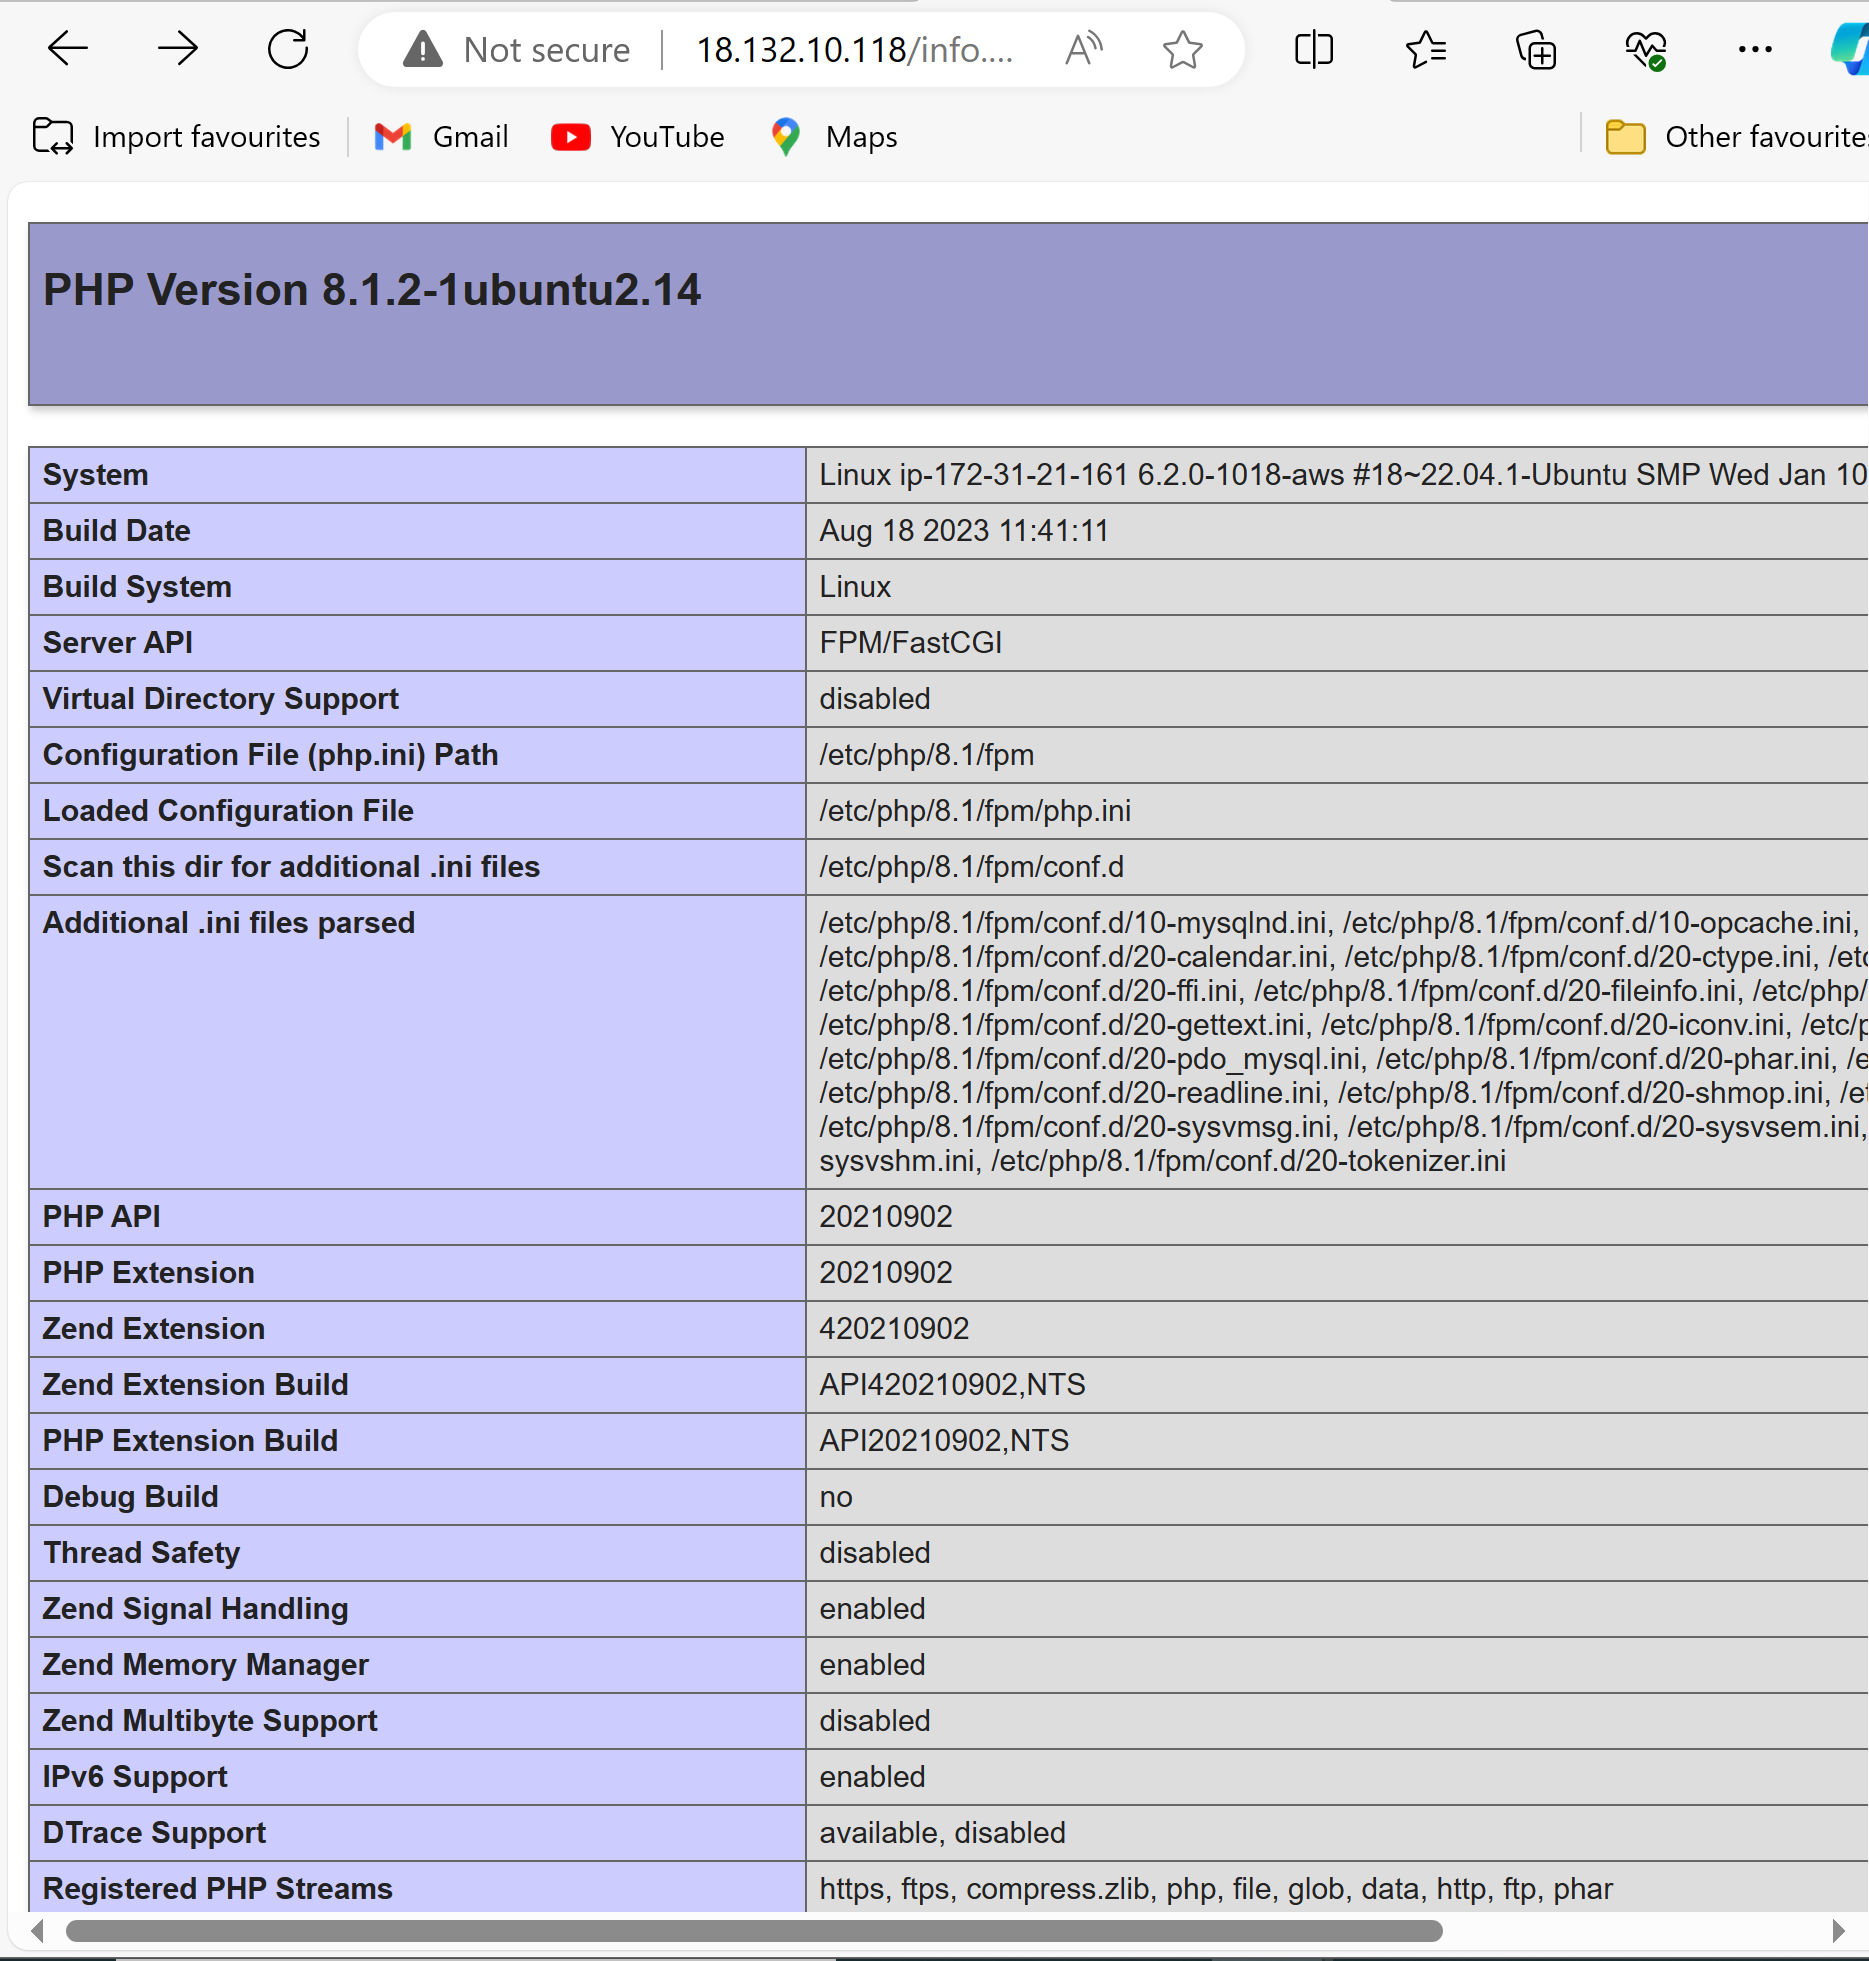 Not secure | 18.132.10.118/info....
Import favourites Gmail YouTube Maps Other favourites
PHP Version 8.1.2-1ubuntu2.14
System Linux ip-172-31-21-161 6.2.0-1018-aws #18~22.04.1-Ubuntu SMP Wed Jan 10
Build Date Aug 18 2023 11:41:11
Build System Linux
Server API FPM/FastCGI
Virtual Directory Support disabled
Configuration File (php.ini) Path /etc/php/8.1/fpm
Loaded Configuration File /etc/php/8.1/fpm/php.ini
Scan this dir for additional .ini files /etc/php/8.1/fpm/conf.d
Additional .ini files parsed /etc/php/8.1/fpm/conf.d/10-mysqlnd.ini, /etc/php/8.1/fpm/conf.d/10-opcache.ini,
/etc/php/8.1/fpm/conf.d/20-calendar.ini, /etc/php/8.1/fpm/conf.d/20-ctype.ini, /etc
/etc/php/8.1/fpm/conf.d/20-ffi.ini, /etc/php/8.1/fpm/conf.d/20-fileinfo.ini, /etc/php/
/etc/php/8.1/fpm/conf.d/20-gettext.ini, /etc/php/8.1/fpm/conf.d/20-iconv.ini, /etc/p
/etc/php/8.1/fpm/conf.d/20-pdo_mysql.ini, /etc/php/8.1/fpm/conf.d/20-phar.ini, /e
/etc/php/8.1/fpm/conf.d/20-readline.ini, /etc/php/8.1/fpm/conf.d/20-shmop.ini, /et
/etc/php/8.1/fpm/conf.d/20-sysvmsg.ini, /etc/php/8.1/fpm/conf.d/20-sysvsem.ini,
sysvshm.ini, /etc/php/8.1/fpm/conf.d/20-tokenizer.ini
PHP API 20210902
PHP Extension 20210902
Zend Extension 420210902
Zend Extension Build API420210902,NTS
PHP Extension Build API20210902,NTS
Debug Build no
Thread Safety disabled
Zend Signal Handling enabled
Zend Memory Manager enabled
Zend Multibyte Support disabled
IPv6 Support enabled
DTrace Support available, disabled
Registered PHP Streams https, ftps, compress.zlib, php, file, glob, data, http, ftp, phar